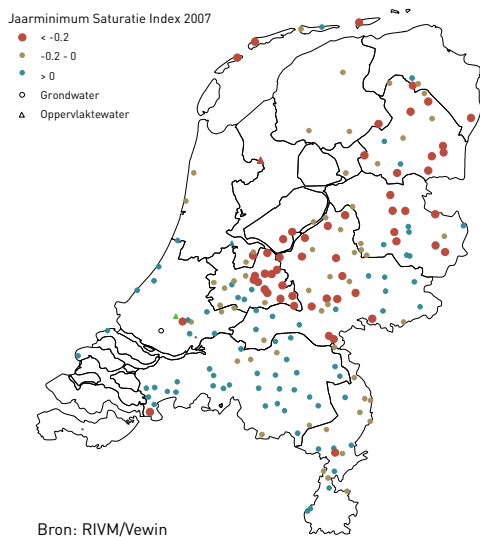 Jaarminimum Saturatie Index 2007
< -0.2
-0.2 - 0
> 0
Grondwater
Oppervlaktewater
Bron: RIVM/Vewin